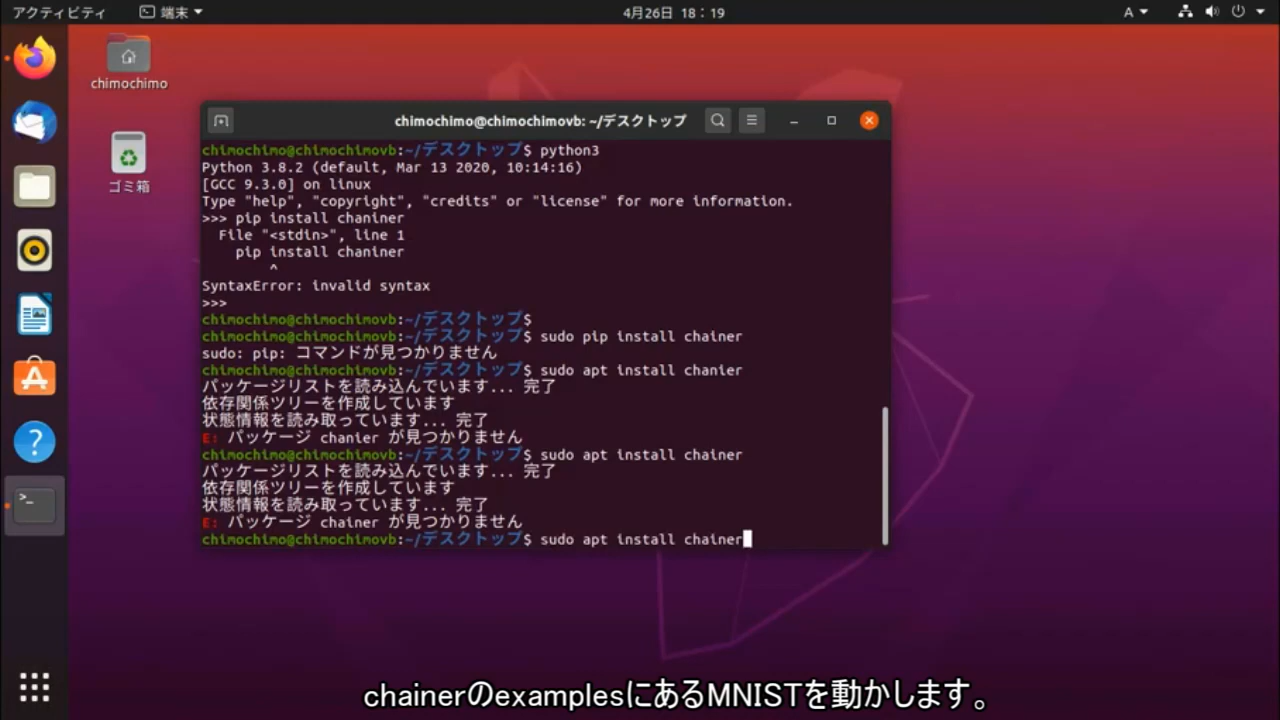 アクティビティ 端末 4月26日 18:19 A
chimochimo
ゴミ箱
chimochimo@chimochimovb: ~/デスクトップ
chimochimo@chimochimovb:~/デスクトップ$ python3
Python 3.8.2 (default, Mar 13 2020, 10:14:16)
[GCC 9.3.0] on linux
Type "help", "copyright", "credits" or "license" for more information.
>>> pip install chaniner
  File "<stdin>", line 1
    pip install chaniner
        ^
SyntaxError: invalid syntax
>>>
chimochimo@chimochimovb:~/デスクトップ$
chimochimo@chimochimovb:~/デスクトップ$ sudo pip install chainer
sudo: pip: コマンドが見つかりません
chimochimo@chimochimovb:~/デスクトップ$ sudo apt install chanier
パッケージリストを読み込んでいます... 完了
依存関係ツリーを作成しています
状態情報を読み取っています... 完了
E: パッケージ chanier が見つかりません
chimochimo@chimochimovb:~/デスクトップ$ sudo apt install chainer
パッケージリストを読み込んでいます... 完了
依存関係ツリーを作成しています
状態情報を読み取っています... 完了
E: パッケージ chainer が見つかりません
chimochimo@chimochimovb:~/デスクトップ$ sudo apt install chainer
chainerのexamplesにあるMNISTを動かします。